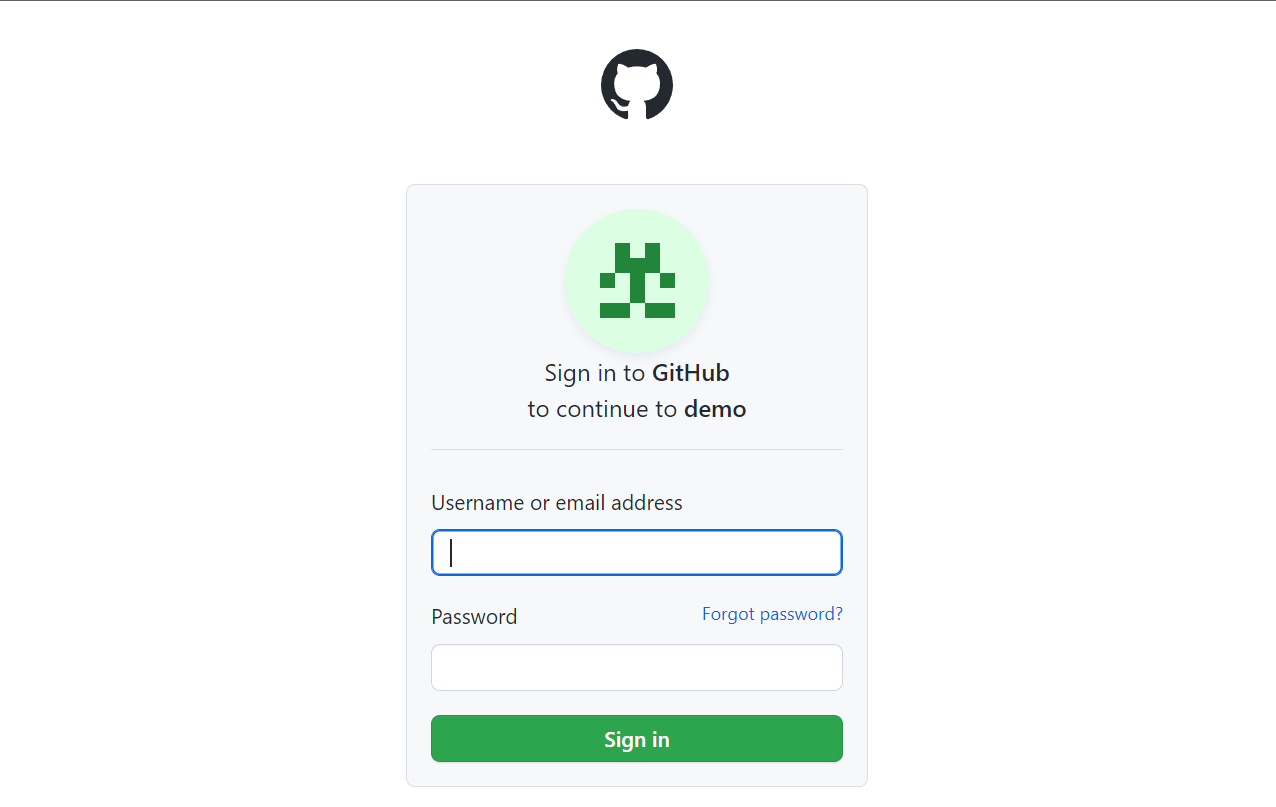 Sign in to GitHub
to continue to demo
Username or email address
Password
Forgot password?
Sign in